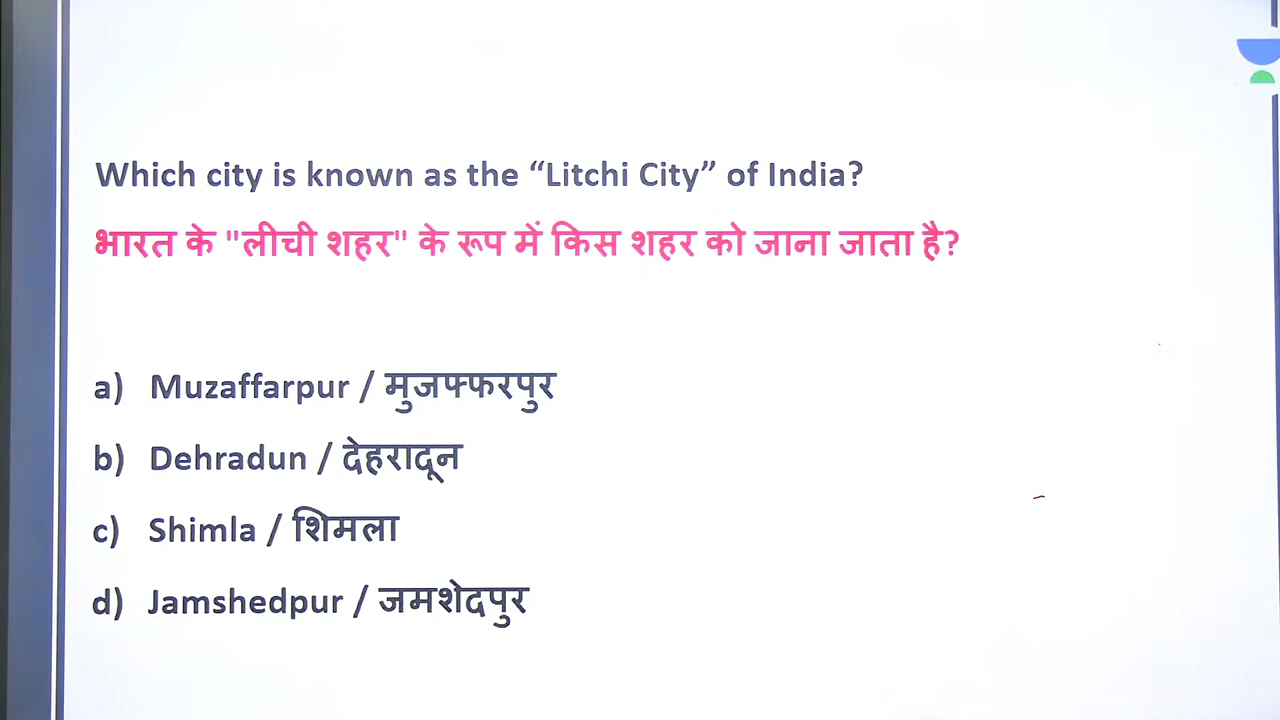 Which city is known as the “Litchi City” of India?
भारत के "लीची शहर" के रूप में किस शहर को जाना जाता है?
a) Muzaffarpur / मुजफ्फरपुर
b) Dehradun / देहरादून
c) Shimla / शिमला
d) Jamshedpur / जमशेदपुर